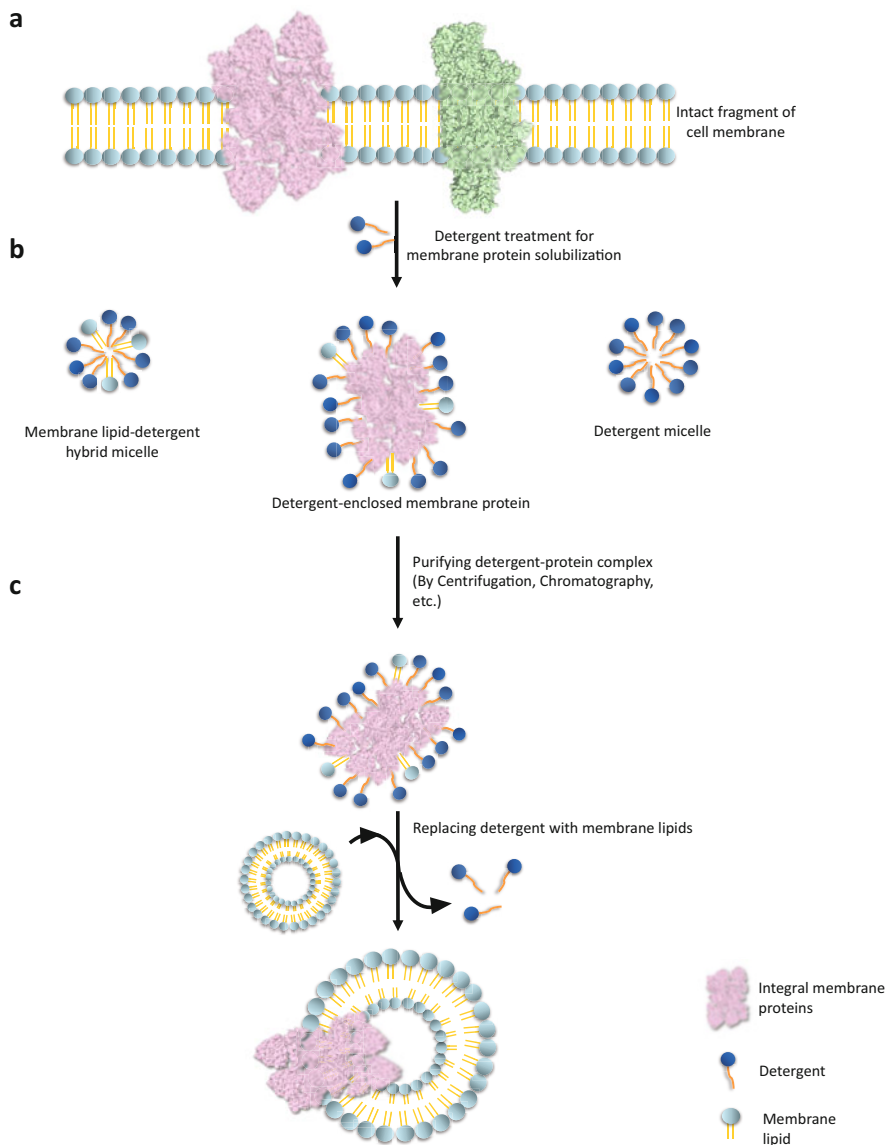 a
Intact fragment of
cell membrane
Detergent treatment for
membrane protein solubilization
b
Membrane lipid-detergent
hybrid micelle
Detergent-enclosed membrane protein
Detergent micelle
Purifying detergent-protein complex
(By Centrifugation, Chromatography,
etc.)
c
Replacing detergent with membrane lipids
Integral membrane
proteins
Detergent
Membrane
lipid